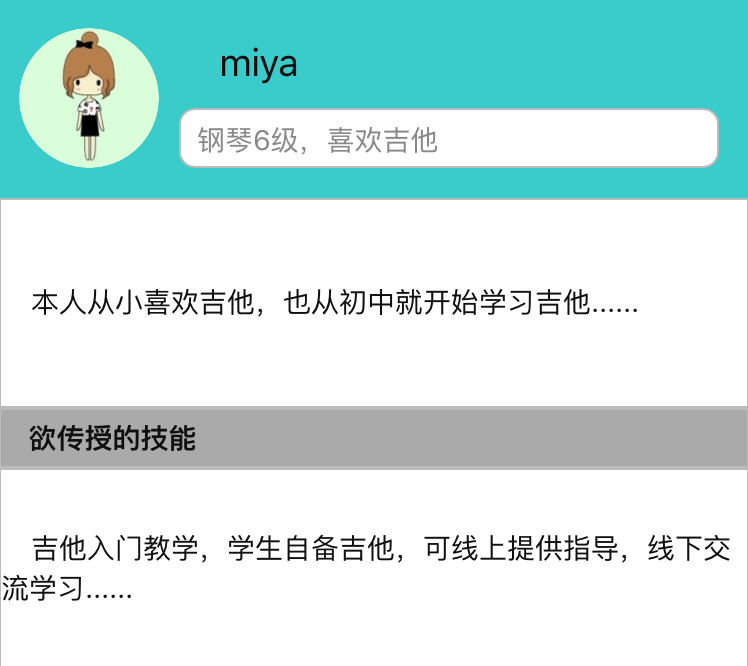 miya
钢琴6级，喜欢吉他
本人从小喜欢吉他，也从初中就开始学习吉他......
欲传授的技能
吉他入门教学，学生自备吉他，可线上提供指导，线下交
流学习......